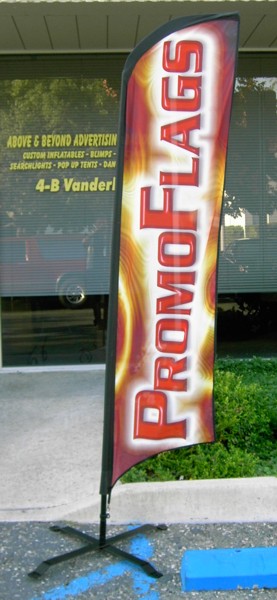 ABOVE & BEYOND ADVERTISIN
CUSTOM INFLATABLES - BLIMPS -
SEARCHLIGHTS - POP UP TENTS - DAN
4-B Vanderl
PROMOFLAGS